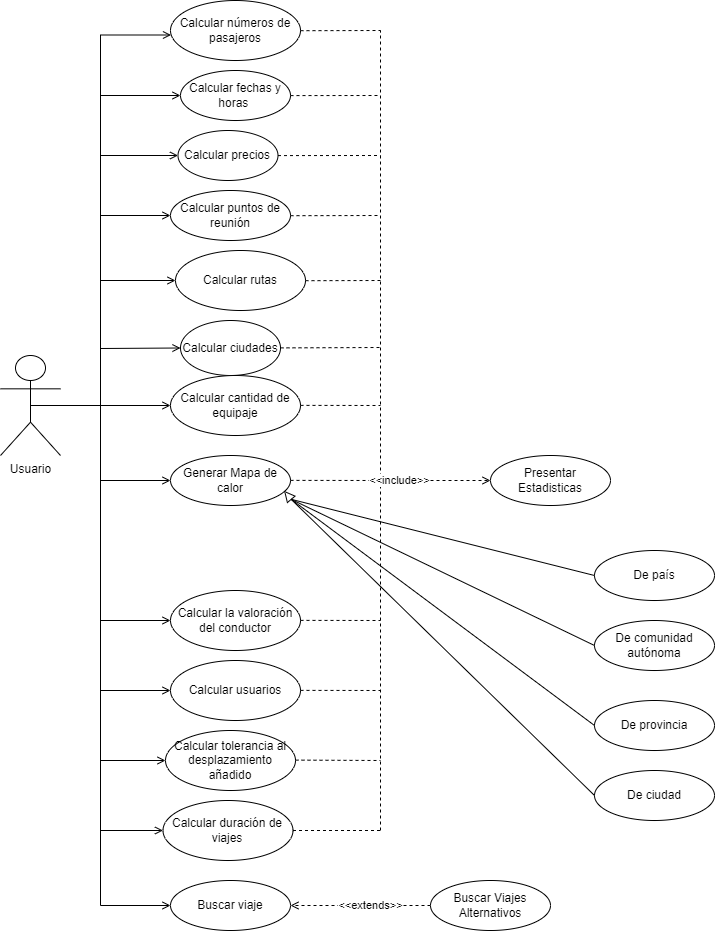 Calcular números de
pasajeros
Calcular fechas y
horas
Calcular precios
Calcular puntos de
reunión
Calcular rutas
Calcular ciudades
Calcular cantidad de
equipaje
Usuario
Generar Mapa de
calor
<<include>>
Presentar
Estadisticas
De país
De comunidad
autónoma
De provincia
De ciudad
Calcular la valoración
del conductor
Calcular usuarios
Calcular tolerancia al
desplazamiento
añadido
Calcular duración de
viajes
Buscar viaje
<<extends>>
Buscar Viajes
Alternativos